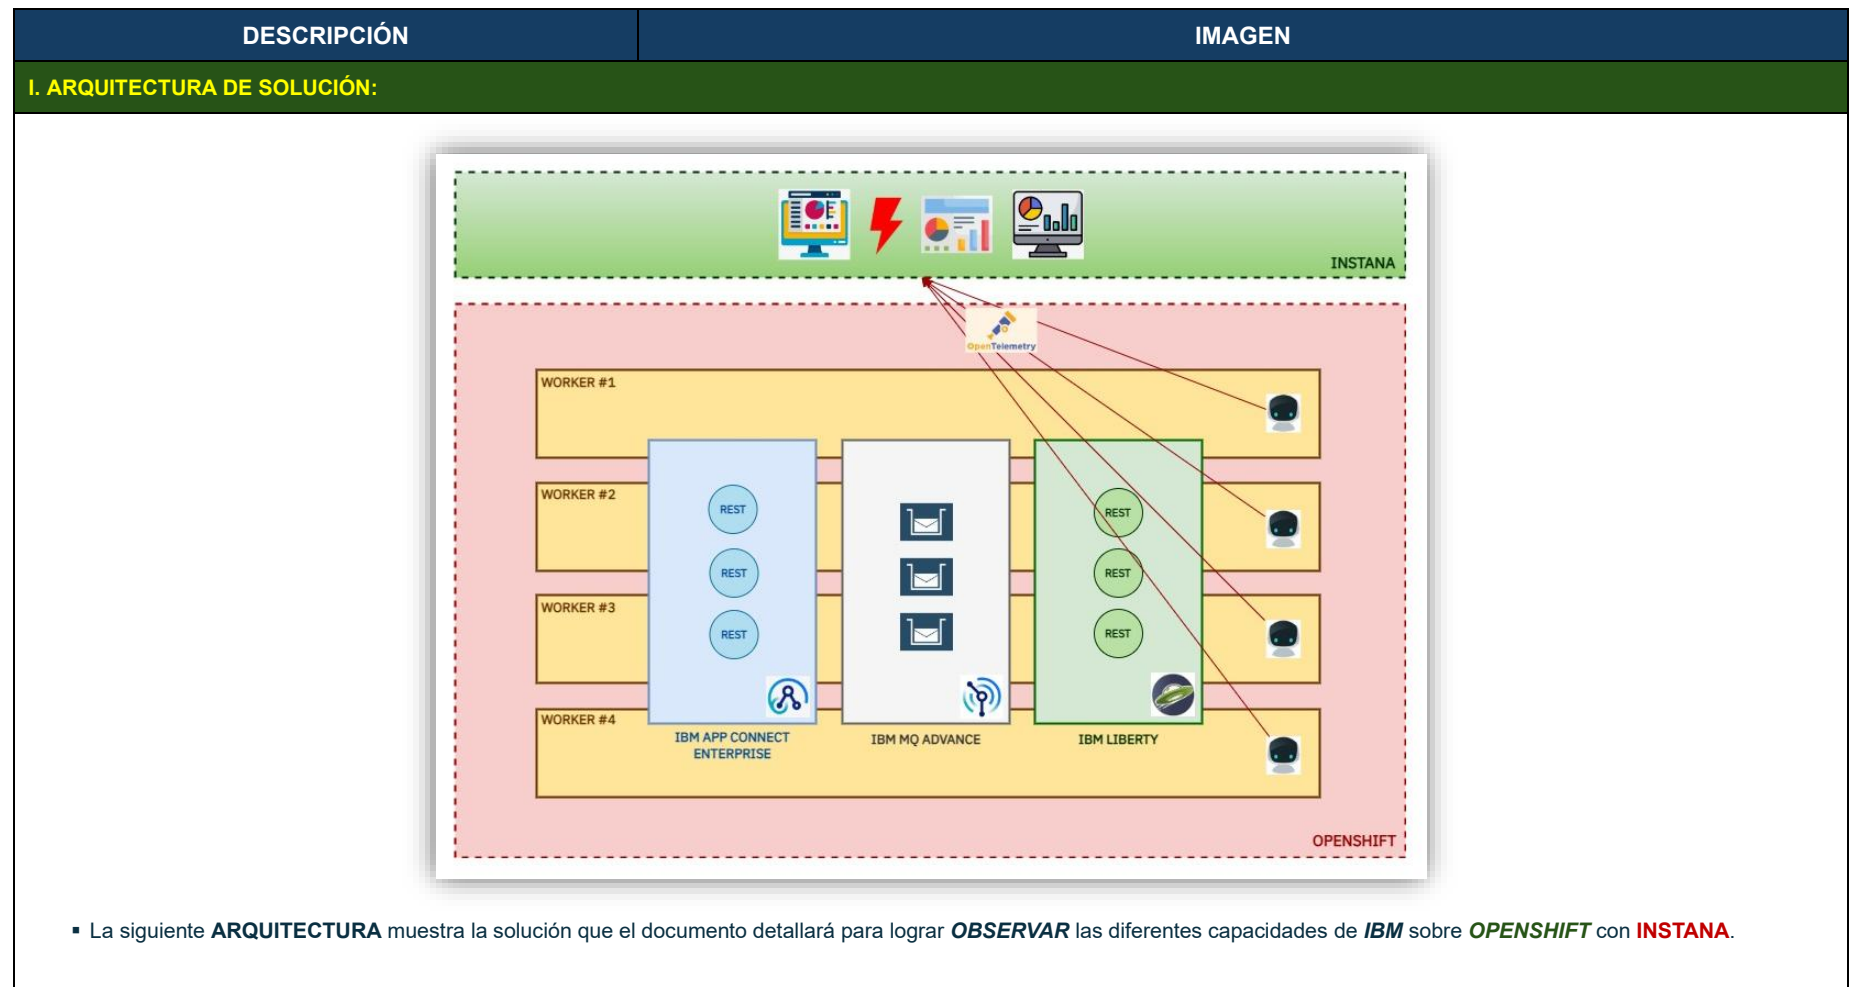 DESCRIPCIÓN
IMAGEN
I. ARQUITECTURA DE SOLUCIÓN:
INSTANA
OpenTelemetry
WORKER #1
WORKER #2
REST
REST
REST
REST
WORKER #3
REST
REST
WORKER #4
IBM APP CONNECT
ENTERPRISE
IBM MQ ADVANCE
IBM LIBERTY
OPENSHIFT
▪ La siguiente ARQUITECTURA muestra la solución que el documento detallará para lograr OBSERVAR las diferentes capacidades de IBM sobre OPENSHIFT con INSTANA.